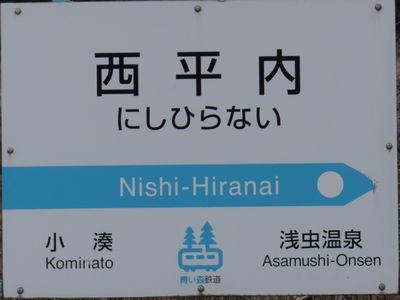 西平内
にしひらない
Nishi-Hiranai
小湊
Kominato
青い森鉄道
浅虫温泉
Asamushi-Onsen